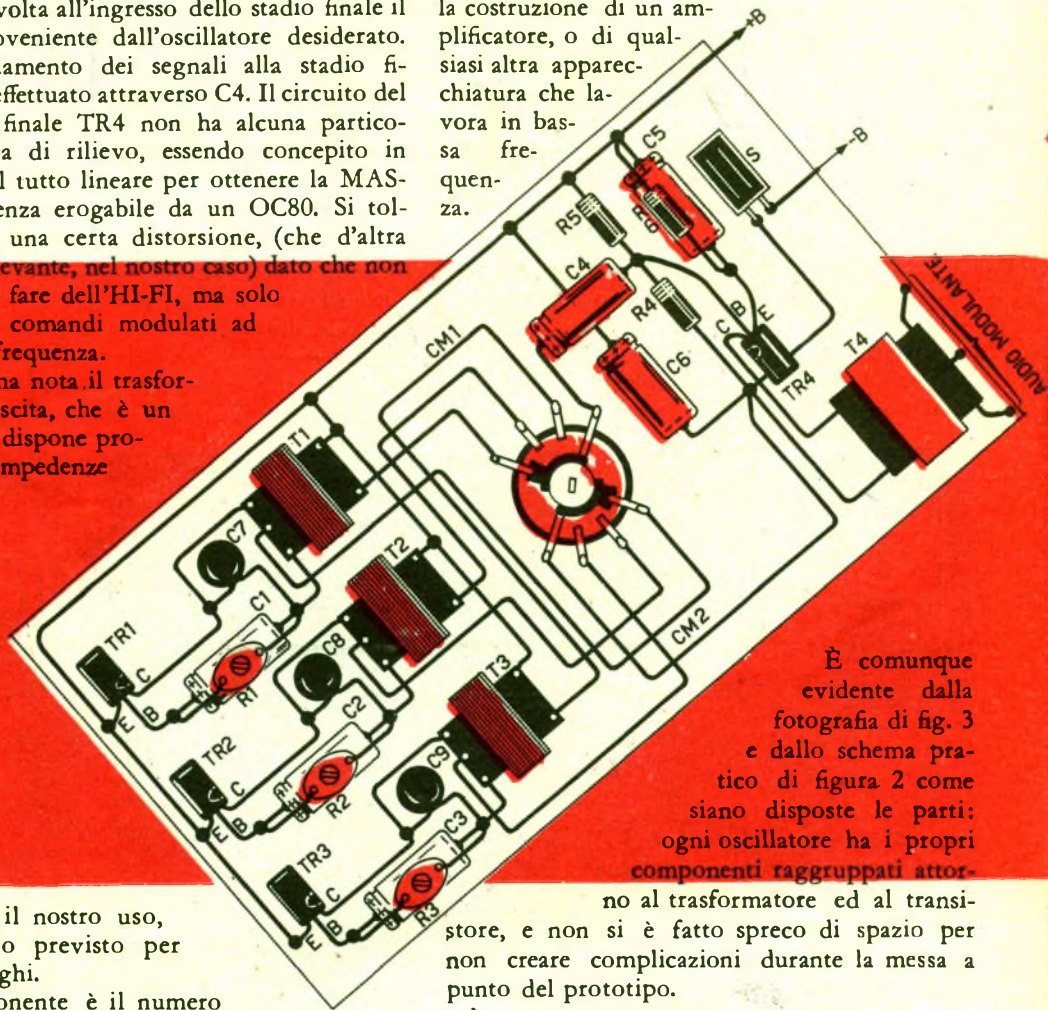 volta all'ingresso dello stadio finale il
oveniente dall'oscillatore desiderato.
amento dei segnali alla stadio fi-
effettuato attraverso C4. Il circuito del
finale TR4 non ha alcuna partico-
a di rilievo, essendo concepito in
l tutto lineare per ottenere la MAS-
enza erogabile da un OC80. Si tol-
una certa distorsione, (che d'altra
evante, nel nostro caso) dato che non
fare dell'HI-FI, ma solo
comandi modulati ad
frequenza.
na nota il trasfor-
scita, che è un
dispone pro-
mpedenze
il nostro uso,
o previsto per
ghi.
onente è il numero
la costruzione di un am-
plificatore, o di qual-
siasi altra apparec-
chiatura che la-
vora in bas-
sa fre-
quen-
za.
+B
-B
C5
S
R6
R5
C4
R4
B
E
C
TR4
C6
T4
AUDIO MODULANTE
CM1
CM2
T1
C7
C1
TR1
C
R1
E
B
T2
C8
C2
TR2
C
R2
E
B
T3
C9
C3
TR3
C
R3
E
B
È comunque
evidente dalla
fotografia di fig. 3
e dallo schema pra-
tico di figura 2 come
siano disposte le parti:
ogni oscillatore ha i propri
componenti raggruppati attor-
no al trasformatore ed al transi-
store, e non si è fatto spreco di spazio per
non creare complicazioni durante la messa a
punto del prototipo.